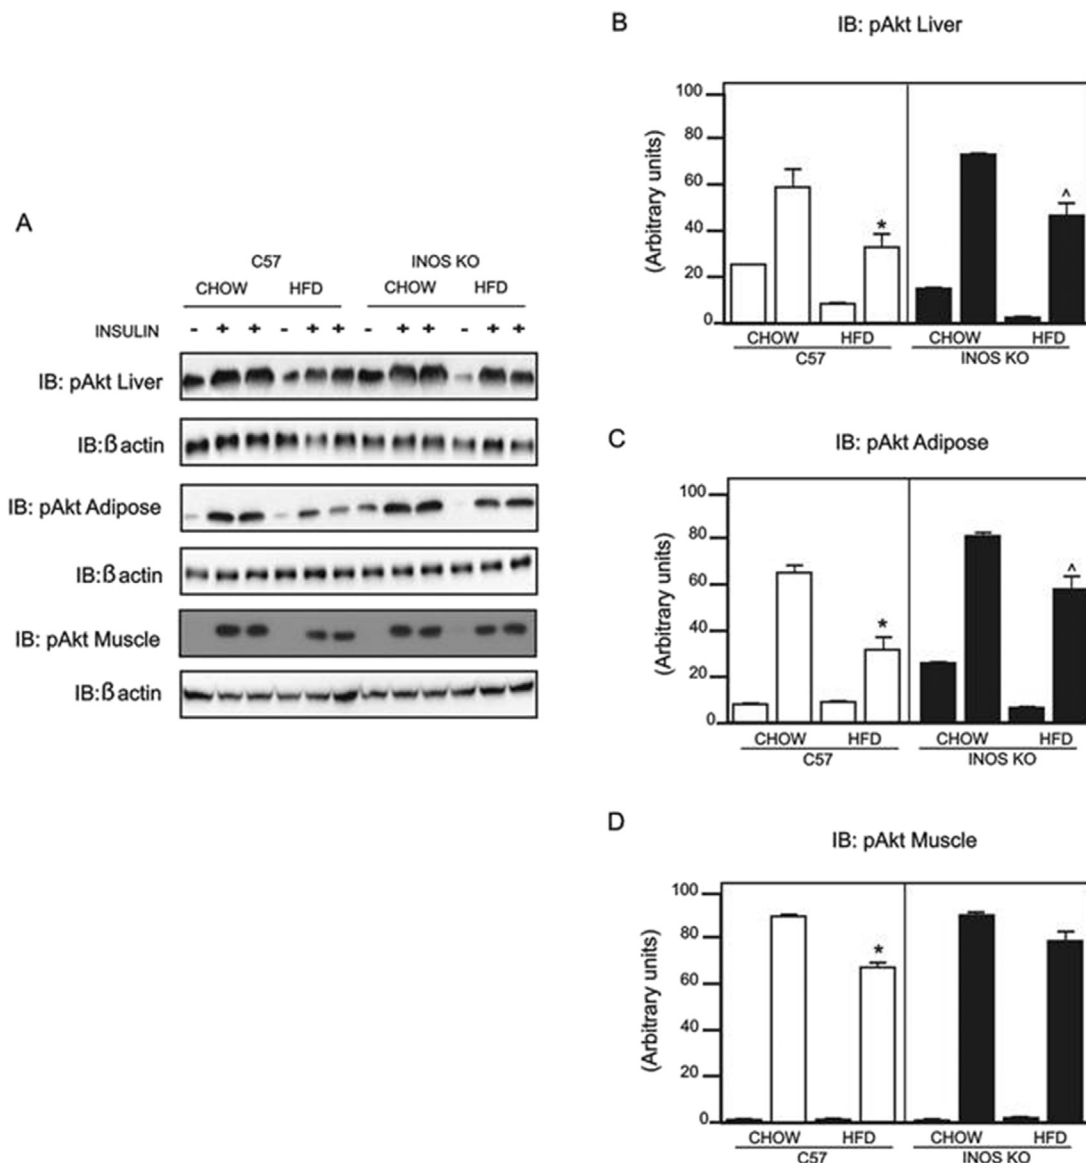 A
C57 INOS KO
CHOW HFD CHOW HFD
INSULIN - + + - + + - + + - + +
IB: pAkt Liver
IB:ß actin
IB: pAkt Adipose
IB:ß actin
IB: pAkt Muscle
IB:ß actin
B
IB: pAkt Liver
(Arbitrary units)
100
80
60
40
20
0
*
^
CHOW HFD CHOW HFD
C57 INOS KO
C
IB: pAkt Adipose
(Arbitrary units)
100
80
60
40
20
0
*
^
CHOW HFD CHOW HFD
C57 INOS KO
D
IB: pAkt Muscle
(Arbitrary units)
100
80
60
40
20
0
*
CHOW HFD CHOW HFD
C57 INOS KO